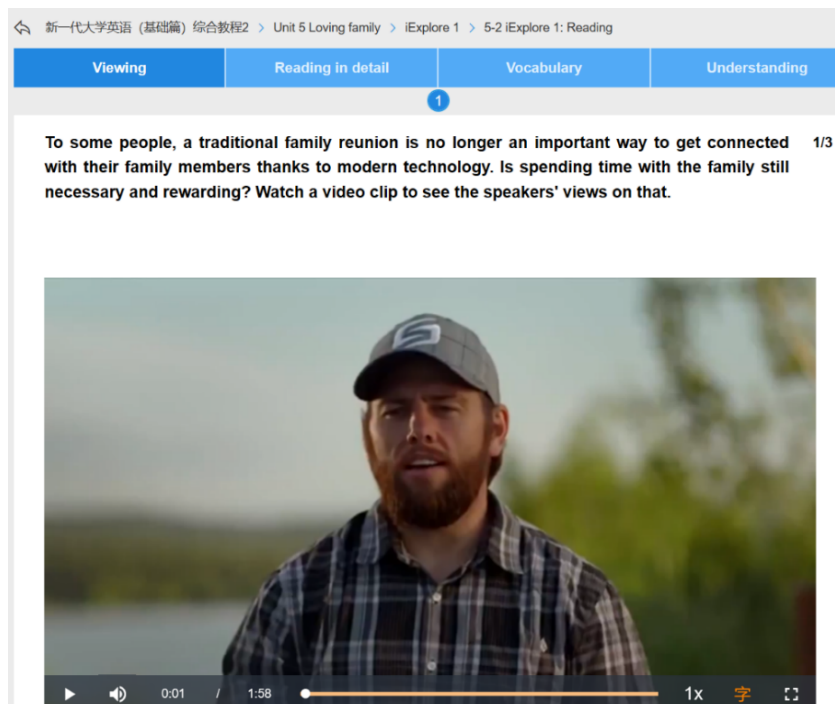 新一代大学英语 (基础篇) 综合教程2 > Unit 5 Loving family > iExplore 1 > 5-2 iExplore 1: Reading
Viewing Reading in detail Vocabulary Understanding
1
To some people, a traditional family reunion is no longer an important way to get connected 1/3
with their family members thanks to modern technology. Is spending time with the family still
necessary and rewarding? Watch a video clip to see the speakers' views on that.
0:01 / 1:58 1x 字